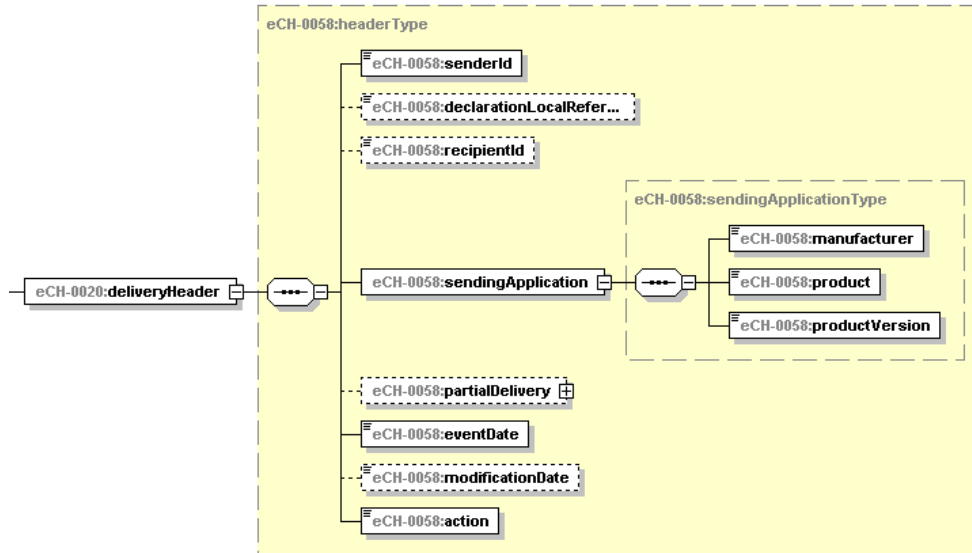 eCH-0058:headerType
eCH-0058:senderId
eCH-0058:declarationLocalRefer...
eCH-0058:recipientId
eCH-0058:sendingApplicationType
eCH-0058:manufacturer
eCH-0020:deliveryHeader
eCH-0058:sendingApplication
eCH-0058:product
eCH-0058:productVersion
eCH-0058:partialDelivery
eCH-0058:eventDate
eCH-0058:modificationDate
eCH-0058:action